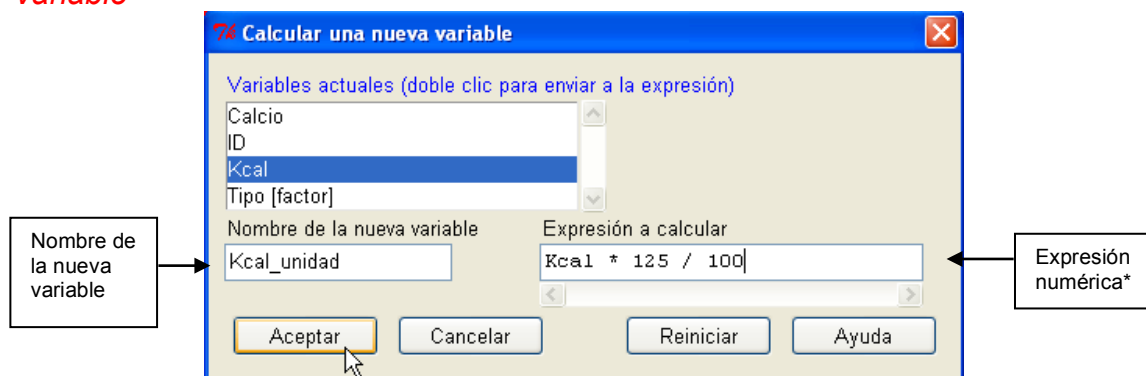 variable
Calcular una nueva variable
Variables actuales (doble clic para enviar a la expresión)
Calcio
ID
Kcal
Tipo [factor]
Nombre de la nueva variable
Expresión a calcular
Kcal_unidad
Kcal * 125 / 100
Nombre de
la nueva
variable
Expresión
numérica*
Aceptar
Cancelar
Reiniciar
Ayuda